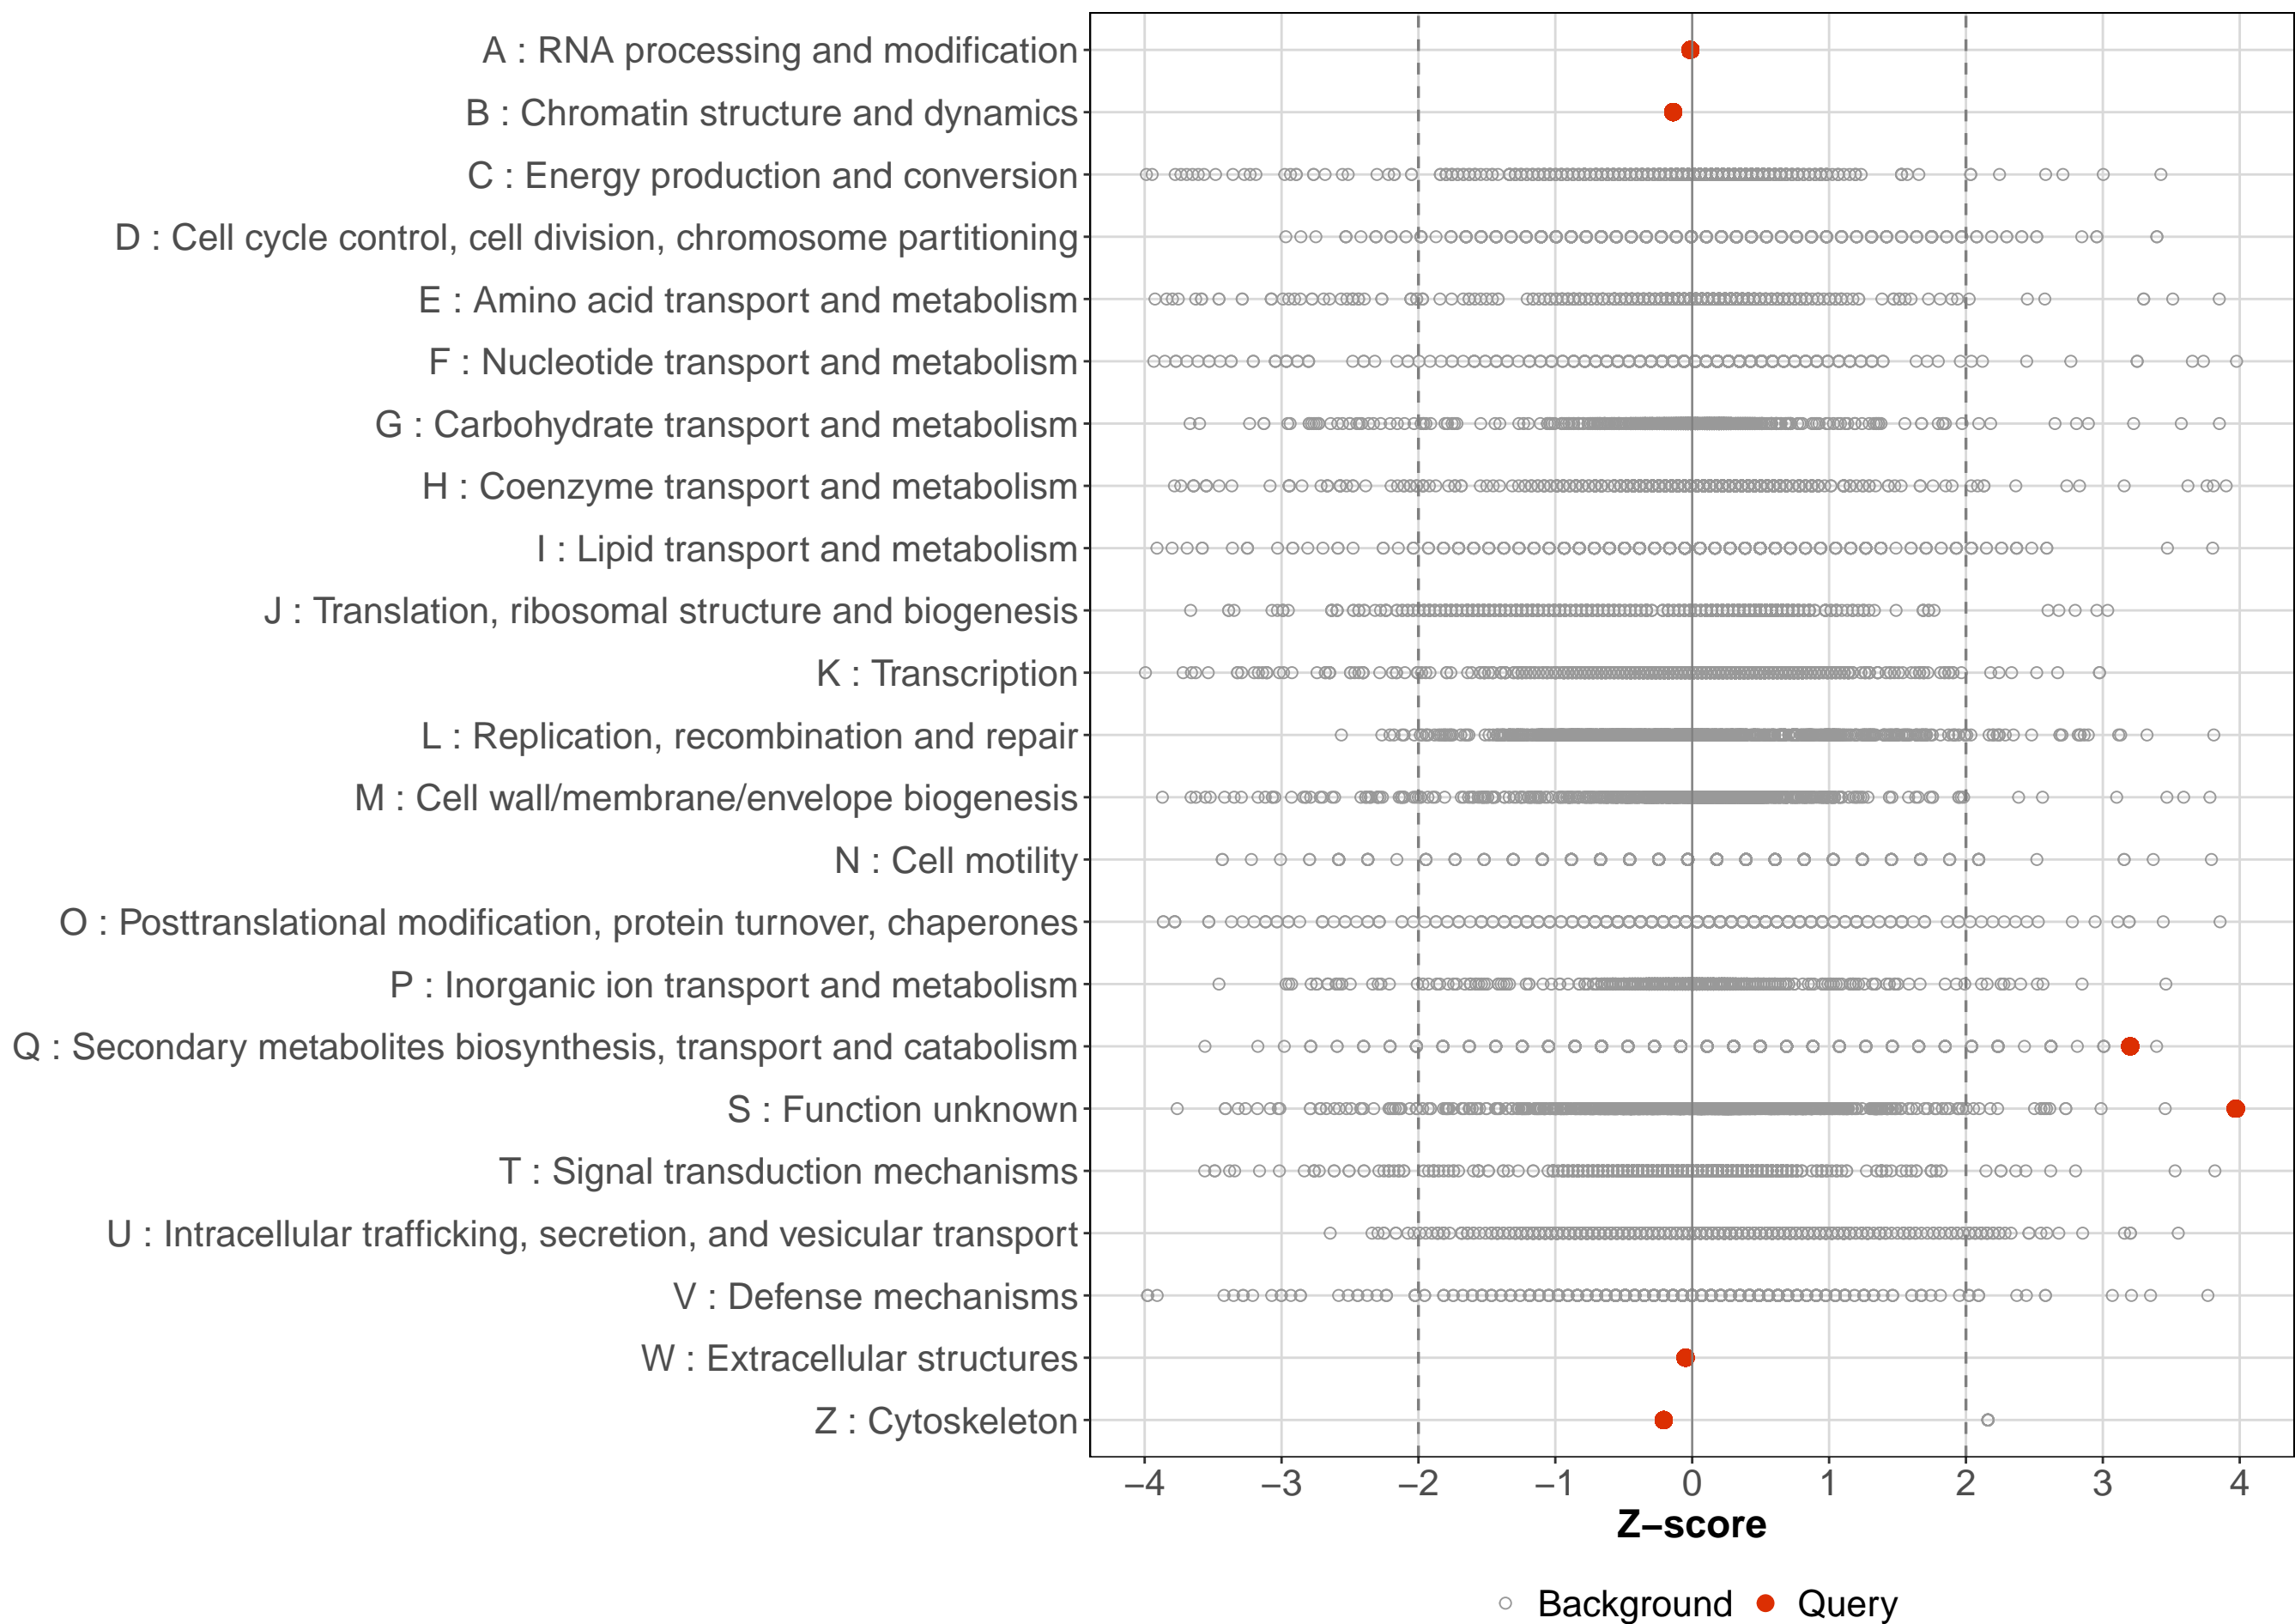 A : RNA processing and modification
B : Chromatin structure and dynamics
C : Energy production and conversion
D : Cell cycle control, cell division, chromosome partitioning
E : Amino acid transport and metabolism
F : Nucleotide transport and metabolism
G : Carbohydrate transport and metabolism
H : Coenzyme transport and metabolism
I : Lipid transport and metabolism
J : Translation, ribosomal structure and biogenesis
K : Transcription
L : Replication, recombination and repair
M : Cell wall/membrane/envelope biogenesis
N : Cell motility
O : Posttranslational modification, protein turnover, chaperones
P : Inorganic ion transport and metabolism
Q : Secondary metabolites biosynthesis, transport and catabolism
S : Function unknown
T : Signal transduction mechanisms
U : Intracellular trafficking, secretion, and vesicular transport
V : Defense mechanisms
W : Extracellular structures
Z : Cytoskeleton
−4 −3 −2 −1 0 1 2 3 4
Z−score
Background Query